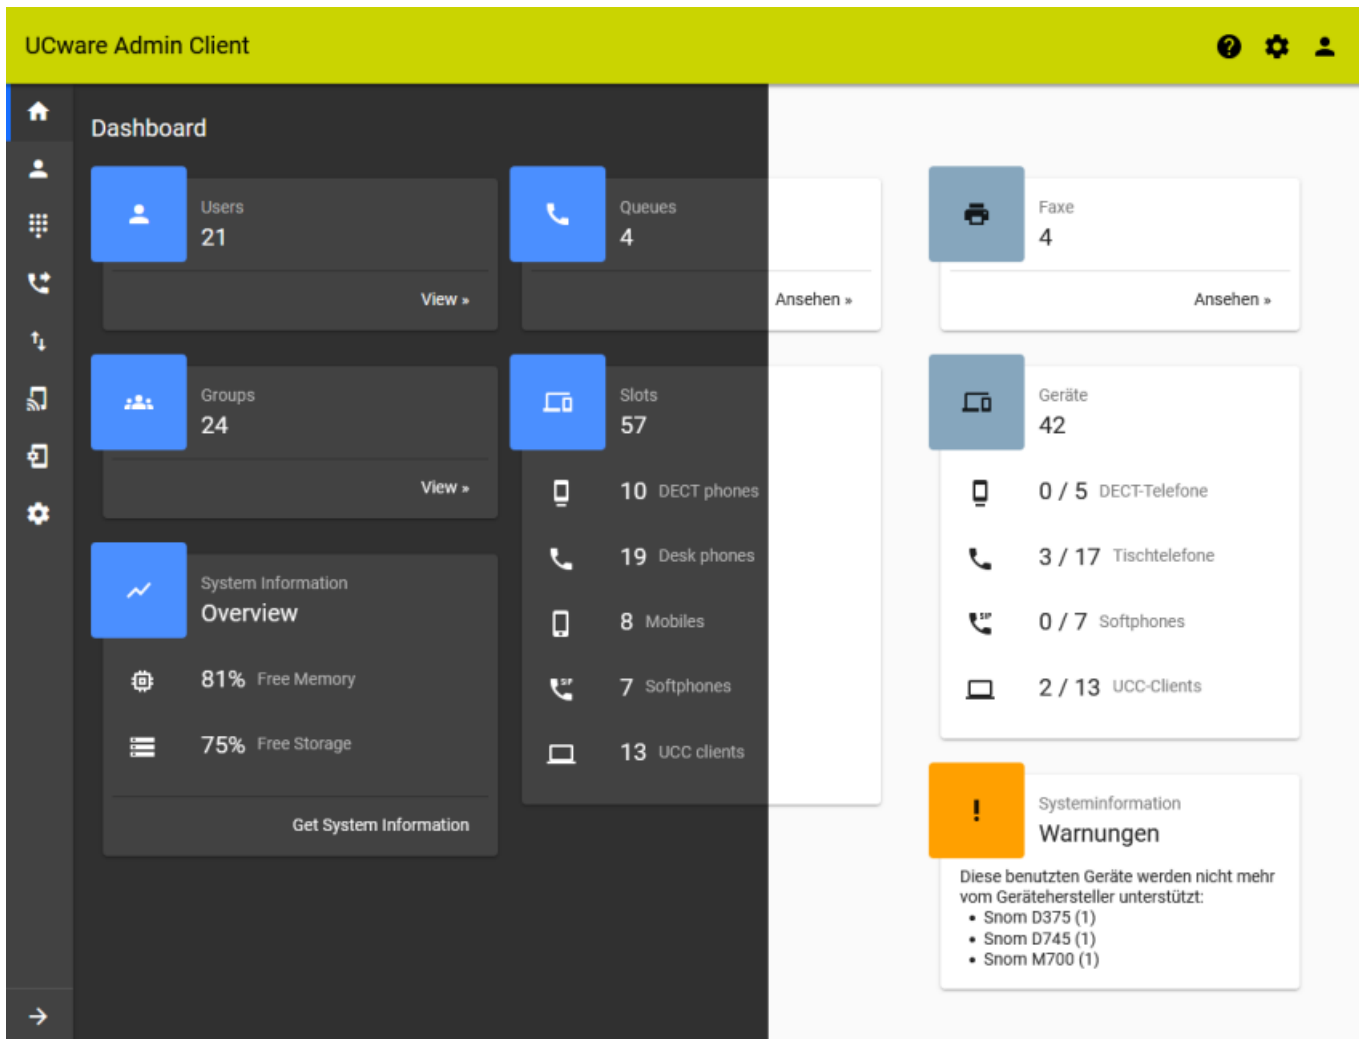 UCware Admin Client
Dashboard
Users
21
View »
Queues
4
Ansehen »
Faxe
4
Ansehen »
Groups
24
View »
Slots
57
10 DECT phones
19 Desk phones
8 Mobiles
SIP
7 Softphones
13 UCC clients
Geräte
42
0 / 5 DECT-Telefone
3 / 17 Tischtelefone
SIP
0 / 7 Softphones
2 / 13 UCC-Clients
System Information
Overview
81% Free Memory
75% Free Storage
Get System Information
Systeminformation
Warnungen
Diese benutzten Geräte werden nicht mehr
vom Gerätehersteller unterstützt:
• Snom D375 (1)
• Snom D745 (1)
• Snom M700 (1)